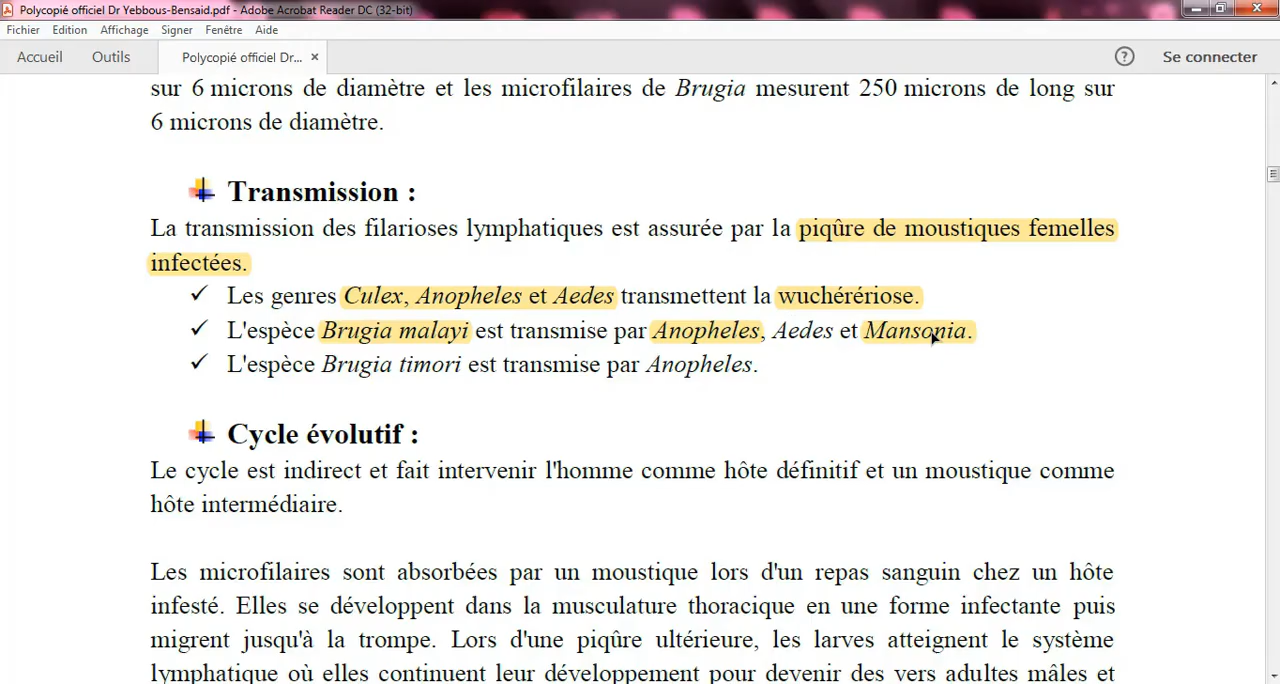 Polycopié officiel Dr Yebbous-Bensaid.pdf - Adobe Acrobat Reader DC (32-bit)
Fichier Edition Affichage Signer Fenêtre Aide
Accueil Outils Polycopié officiel Dr... × ? Se connecter
sur 6 microns de diamètre et les microfilaires de Brugia mesurent 250 microns de long sur
6 microns de diamètre.
Transmission :
La transmission des filarioses lymphatiques est assurée par la piqûre de moustiques femelles
infectées.
✓ Les genres Culex, Anopheles et Aedes transmettent la wuchérériose.
✓ L'espèce Brugia malayi est transmise par Anopheles, Aedes et Mansonia.
✓ L'espèce Brugia timori est transmise par Anopheles.
Cycle évolutif :
Le cycle est indirect et fait intervenir l'homme comme hôte définitif et un moustique comme
hôte intermédiaire.
Les microfilaires sont absorbées par un moustique lors d'un repas sanguin chez un hôte
infesté. Elles se développent dans la musculature thoracique en une forme infectante puis
migrent jusqu'à la trompe. Lors d'une piqûre ultérieure, les larves atteignent le système
lymphatique où elles continuent leur développement pour devenir des vers adultes mâles et